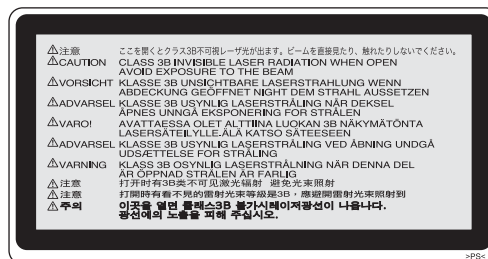 ⚠注意 ここを開くとクラス3B不可視レーザ光が出ます。ビームを直接見たり、触れたりしないでください。
⚠CAUTION CLASS 3B INVISIBLE LASER RADIATION WHEN OPEN
AVOID EXPOSURE TO THE BEAM
⚠VORSICHT KLASSE 3B UNSICHTBARE LASERSTRAHLUNG WENN
ABDECKUNG GEÖFFNET NIGHT DEM STRAHL AUSSETZEN
⚠ADVARSEL KLASSE 3B USYNLIG LASERSTRÅLING NÅR DEKSEL
ÅPNES UNNGÅ EKSPONERING FOR STRÅLEN
⚠VARO! AVATTAESSA OLET ALTTIINA LUOKAN 3B NÄKYMÄTÖNTA
LASERSÄTEILYLLE.ÄLÄ KATSO SÄTEESEEN
⚠ADVARSEL KLASSE 3B USYNLIG LASERSTRÅLING VED ÅBNING UNDGÅ
UDSÆTTELSE FOR STRÅLING
⚠VARNING KLASS 3B OSYNLIG LASERSTRÅLNING NÄR DENNA DEL
ÄR ÖPPNAD STRÅLEN ÄR FARLIG
⚠注意 打开时有3B类不可见激光辐射 避免光束照射
⚠注意 打開時有看不見的雷射光束等級是3B，應避開雷射光束照射到
⚠주의 이곳을 열면 클래스3B 불가시레이저광선이 나옵니다.
광선에의 노출을 피해 주십시오.
>PS<